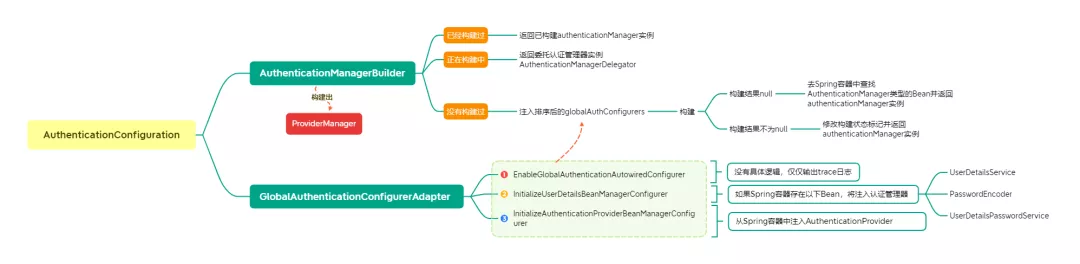 AuthenticationConfiguration
AuthenticationManagerBuilder
构建出
ProviderManager
已经构建过
返回已构建authenticationManager实例
正在构建中
返回委托认证管理器实例
AuthenticationManagerDelegator
没有构建过
注入排序后的globalAuthConfigurers
构建
构建结果null
去Spring容器中查找
AuthenticationManager类型的Bean并返回
authenticationManager实例
构建结果不为null
修改构建状态标记并返回
authenticationManager实例
GlobalAuthenticationConfigurerAdapter
1 EnableGlobalAuthenticationAutowiredConfigurer
没有具体逻辑，仅仅输出trace日志
2 InitializeUserDetailsBeanManagerConfigurer
如果Spring容器存在以下Bean，将注入认证管理器
UserDetailsService
PasswordEncoder
UserDetailsPasswordService
3 InitializeAuthenticationProviderBeanManagerConfig
urer
从Spring容器中注入AuthenticationProvider